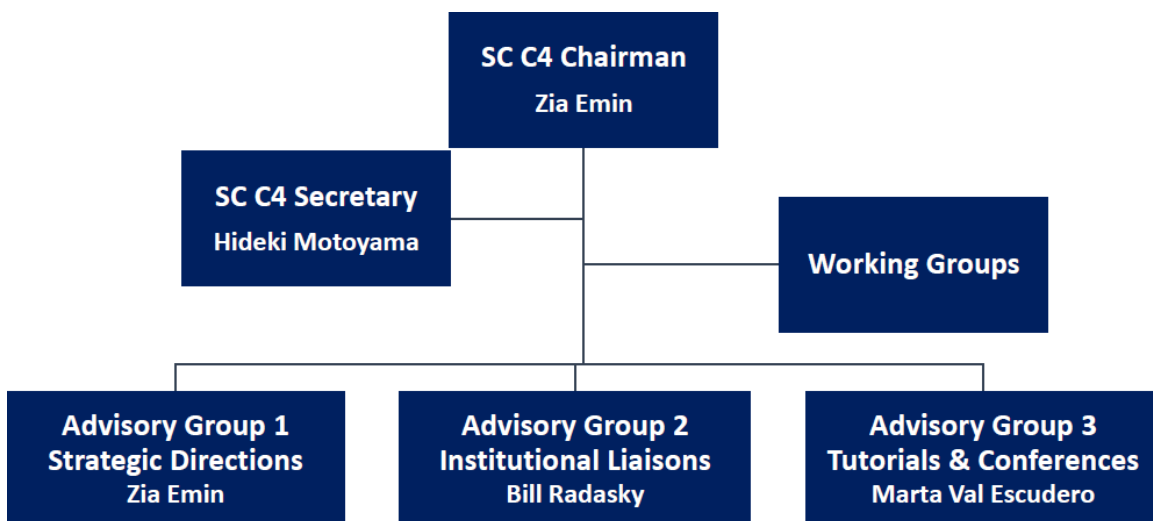 SC C4 Chairman
Zia Emin
SC C4 Secretary
Hideki Motoyama
Working Groups
Advisory Group 1
Strategic Directions
Zia Emin
Advisory Group 2
Institutional Liaisons
Bill Radasky
Advisory Group 3
Tutorials & Conferences
Marta Val Escudero